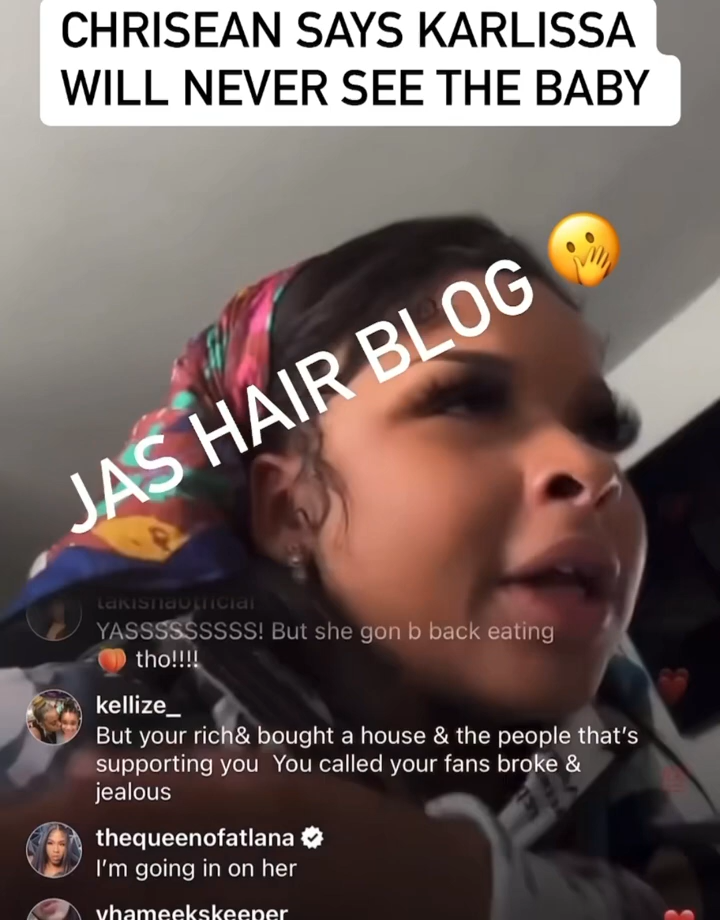 CHRISEAN SAYS KARLISSA
WILL NEVER SEE THE BABY
JAS HAIR BLOG
takishaofficial
YASSSSSSSSS! But she gon b back eating
🍑 tho!!!!
kellize_
But your rich& bought a house & the people that's
supporting you You called your fans broke &
jealous
thequeenofatlana
I'm going in on her
yhameekskeeper